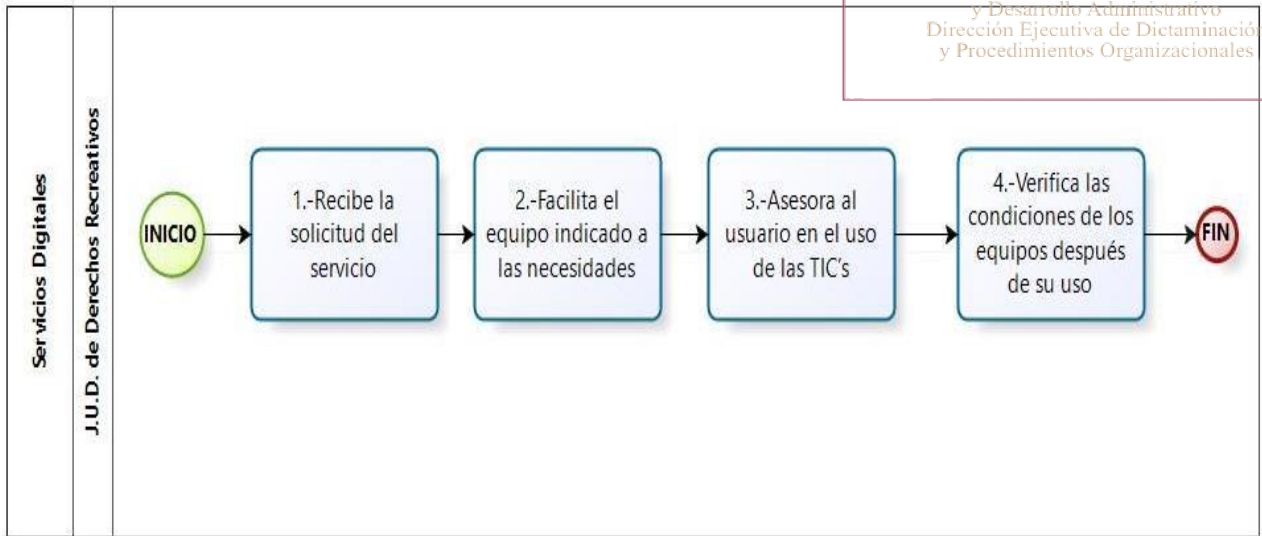 y Desarrollo Administrativo
Dirección Ejecutiva de Dictaminación
y Procedimientos Organizacionales
Servicios Digitales
J.U.D. de Derechos Recreativos
INICIO
1.-Recibe la
solicitud del
servicio
2.-Facilita el
equipo indicado a
las necesidades
3.-Asesora al
usuario en el uso
de las TIC's
4.-Verifica las
condiciones de los
equipos después
de su uso
FIN